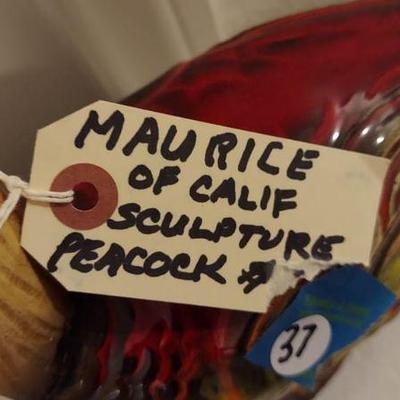 MAURICE
OF CALIF
SCULPTURE
PEACOCK #
37